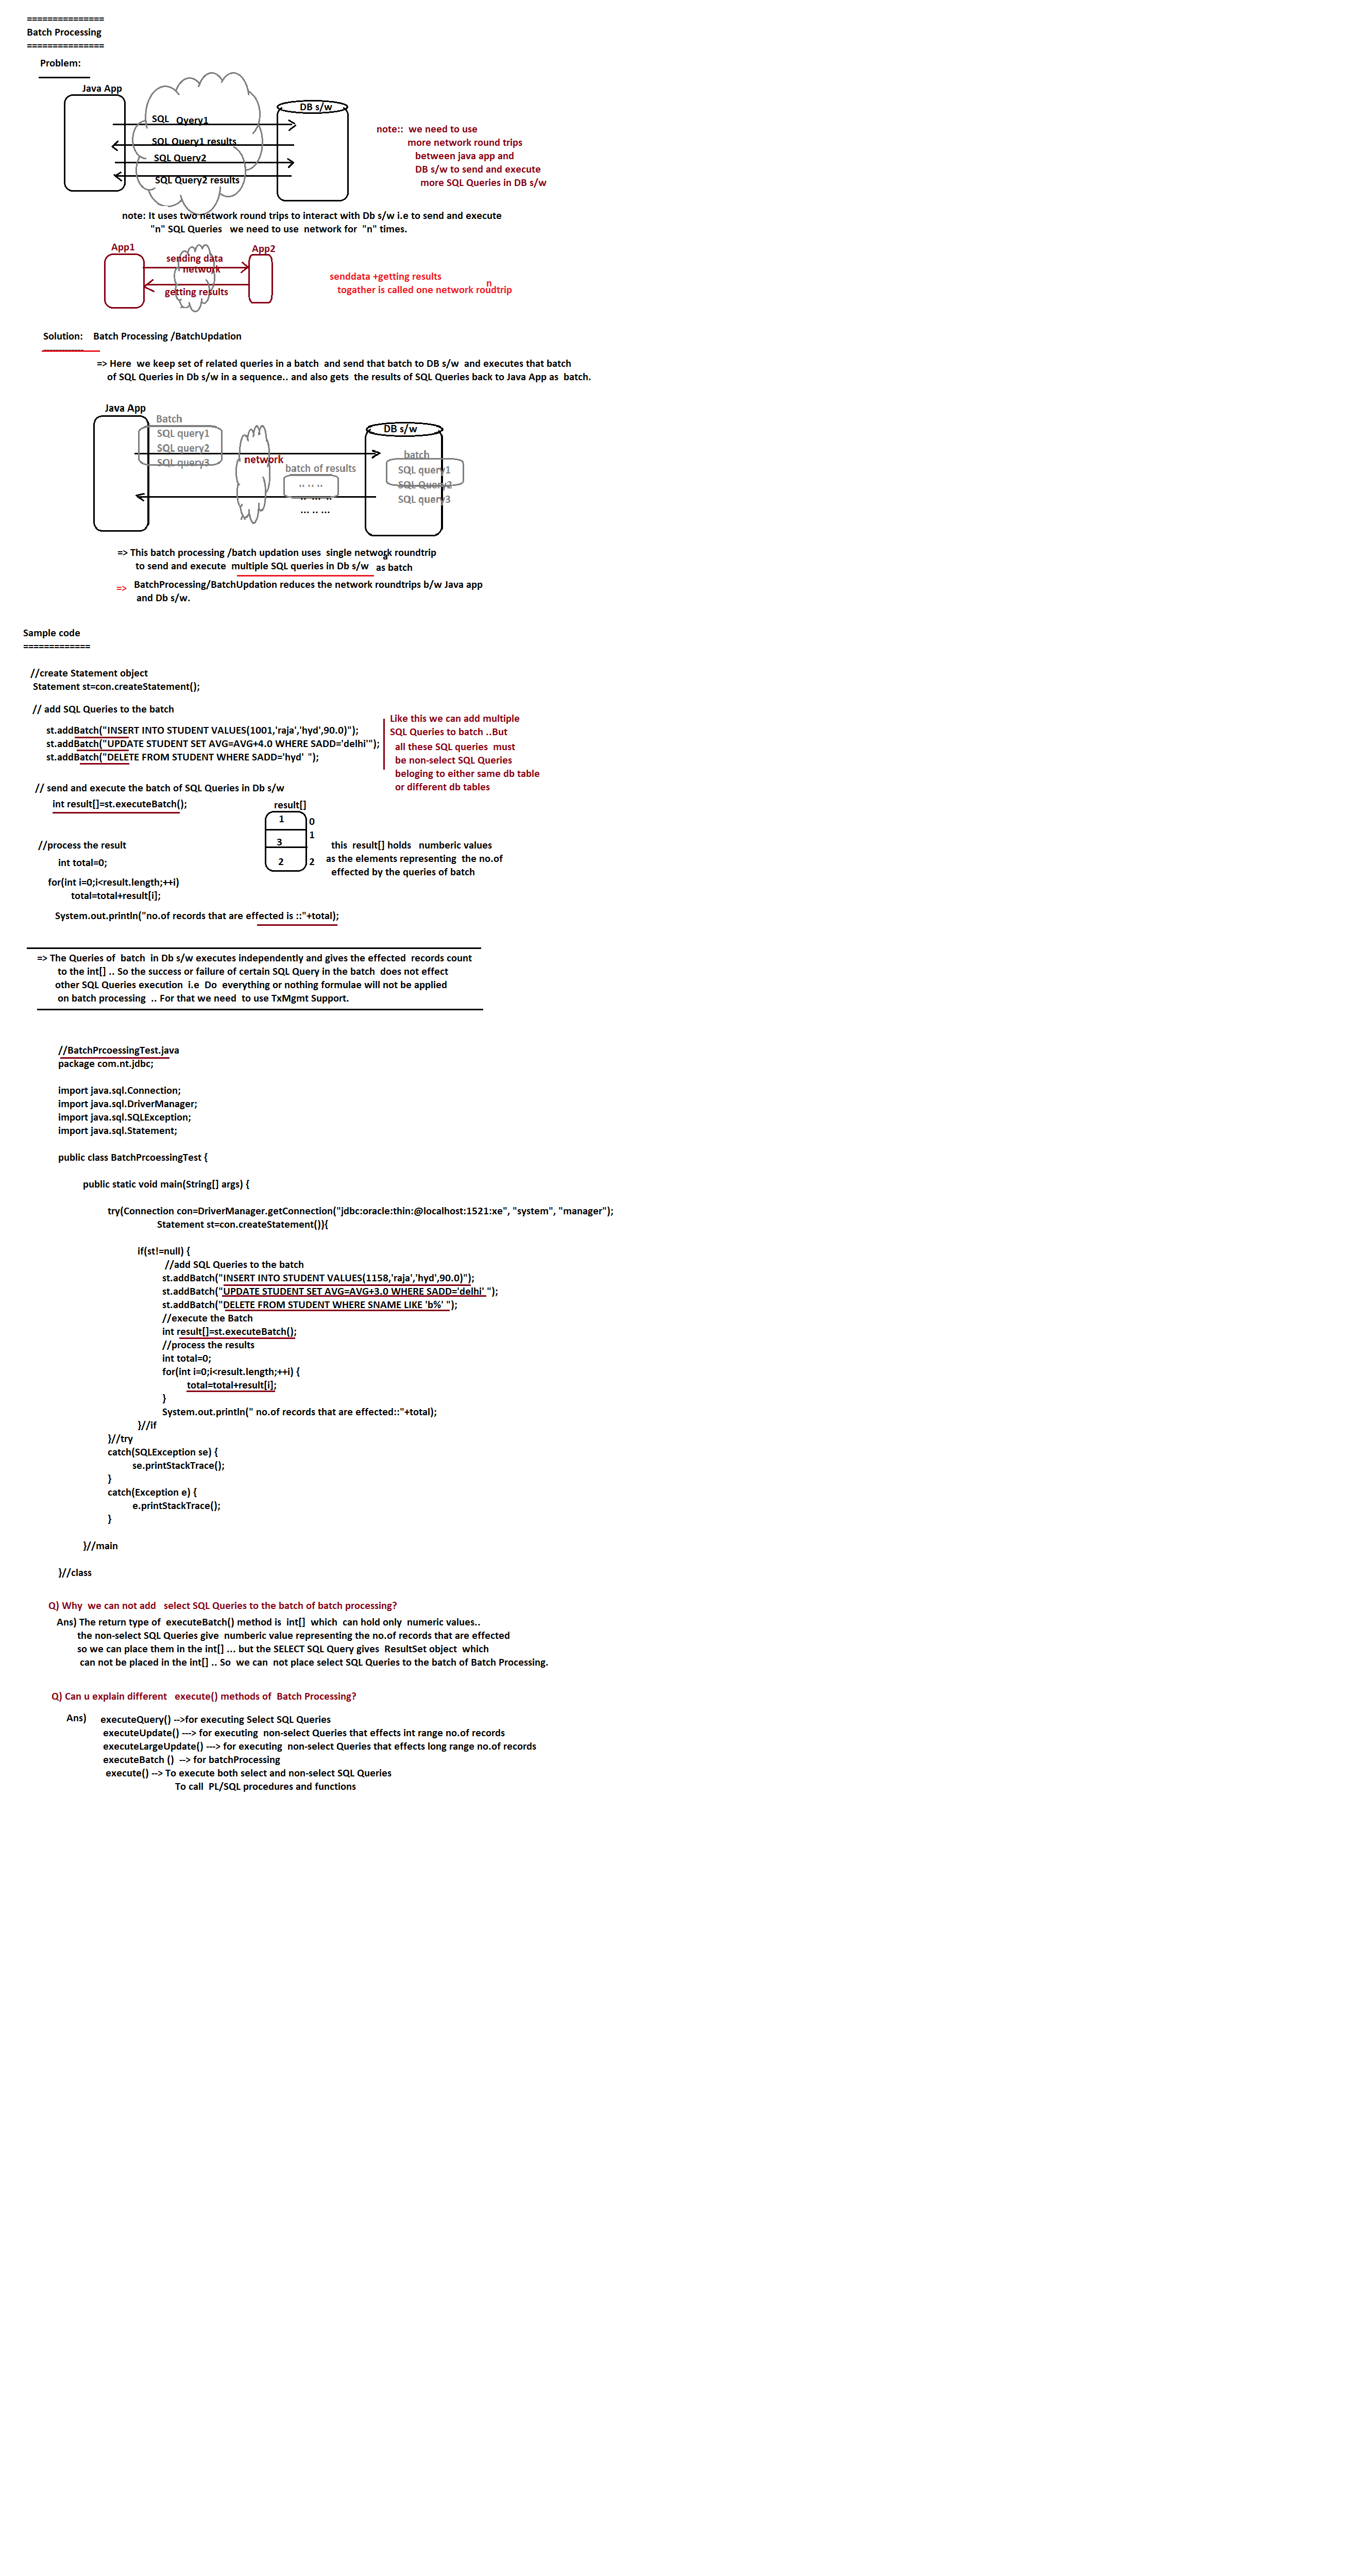 ===============
Batch Processing
===============
Problem:
Java App
DB s/w
SQL Qyery1
SQL Query1 results
SQL Query2
SQL Query2 results
note:: we need to use
more network round trips
between java app and
DB s/w to send and execute
more SQL Queries in DB s/w
note: It uses two network round trips to interact with Db s/w i.e to send and execute
"n" SQL Queries we need to use network for "n" times.
App1
App2
sending data
network
getting results
senddata +getting results
n
togather is called one network roudtrip
Solution: Batch Processing /BatchUpdation
-------------
=> Here we keep set of related queries in a batch and send that batch to DB s/w and executes that batch
of SQL Queries in Db s/w in a sequence.. and also gets the results of SQL Queries back to Java App as batch.
Java App
Batch
SQL query1
SQL query2
SQL query3
network
batch of results
.. .. ..
.. ... ..
... .. ...
DB s/w
batch
SQL query1
SQL Query2
SQL query3
=> This batch processing /batch updation uses single network roundtrip
a
to send and execute multiple SQL queries in Db s/w as batch
=> BatchProcessing/BatchUpdation reduces the network roundtrips b/w Java app
and Db s/w.
Sample code
=============
//create Statement object
Statement st=con.createStatement();
// add SQL Queries to the batch
st.addBatch("INSERT INTO STUDENT VALUES(1001,'raja','hyd',90.0)");
st.addBatch("UPDATE STUDENT SET AVG=AVG+4.0 WHERE SADD='delhi'");
st.addBatch("DELETE FROM STUDENT WHERE SADD='hyd' ");
Like this we can add multiple
SQL Queries to batch ..But
all these SQL queries must
be non-select SQL Queries
beloging to either same db table
or different db tables
// send and execute the batch of SQL Queries in Db s/w
int result[]=st.executeBatch();
result[]
1 0
1
3
2 2
this result[] holds numberic values
as the elements representing the no.of
effected by the queries of batch
//process the result
int total=0;
for(int i=0;i<result.length;++i)
total=total+result[i];
System.out.println("no.of records that are effected is ::"+total);
=> The Queries of batch in Db s/w executes independently and gives the effected records count
to the int[] .. So the success or failure of certain SQL Query in the batch does not effect
other SQL Queries execution i.e Do everything or nothing formulae will not be applied
on batch processing .. For that we need to use TxMgmt Support.
//BatchPrcoessingTest.java
package com.nt.jdbc;
import java.sql.Connection;
import java.sql.DriverManager;
import java.sql.SQLException;
import java.sql.Statement;
public class BatchPrcoessingTest {
public static void main(String[] args) {
try(Connection con=DriverManager.getConnection("jdbc:oracle:thin:@localhost:1521:xe", "system", "manager");
Statement st=con.createStatement()){
if(st!=null) {
//add SQL Queries to the batch
st.addBatch("INSERT INTO STUDENT VALUES(1158,'raja','hyd',90.0)");
st.addBatch("UPDATE STUDENT SET AVG=AVG+3.0 WHERE SADD='delhi' ");
st.addBatch("DELETE FROM STUDENT WHERE SNAME LIKE 'b%' ");
//execute the Batch
int result[]=st.executeBatch();
//process the results
int total=0;
for(int i=0;i<result.length;++i) {
total=total+result[i];
}
System.out.println(" no.of records that are effected::"+total);
}//if
}//try
catch(SQLException se) {
se.printStackTrace();
}
catch(Exception e) {
e.printStackTrace();
}
}//main
}//class
Q) Why we can not add select SQL Queries to the batch of batch processing?
Ans) The return type of executeBatch() method is int[] which can hold only numeric values..
the non-select SQL Queries give numberic value representing the no.of records that are effected
so we can place them in the int[] ... but the SELECT SQL Query gives ResultSet object which
can not be placed in the int[] .. So we can not place select SQL Queries to the batch of Batch Processing.
Q) Can u explain different execute() methods of Batch Processing?
Ans) executeQuery() -->for executing Select SQL Queries
executeUpdate() ---> for executing non-select Queries that effects int range no.of records
executeLargeUpdate() ---> for executing non-select Queries that effects long range no.of records
executeBatch () --> for batchProcessing
execute() --> To execute both select and non-select SQL Queries
To call PL/SQL procedures and functions